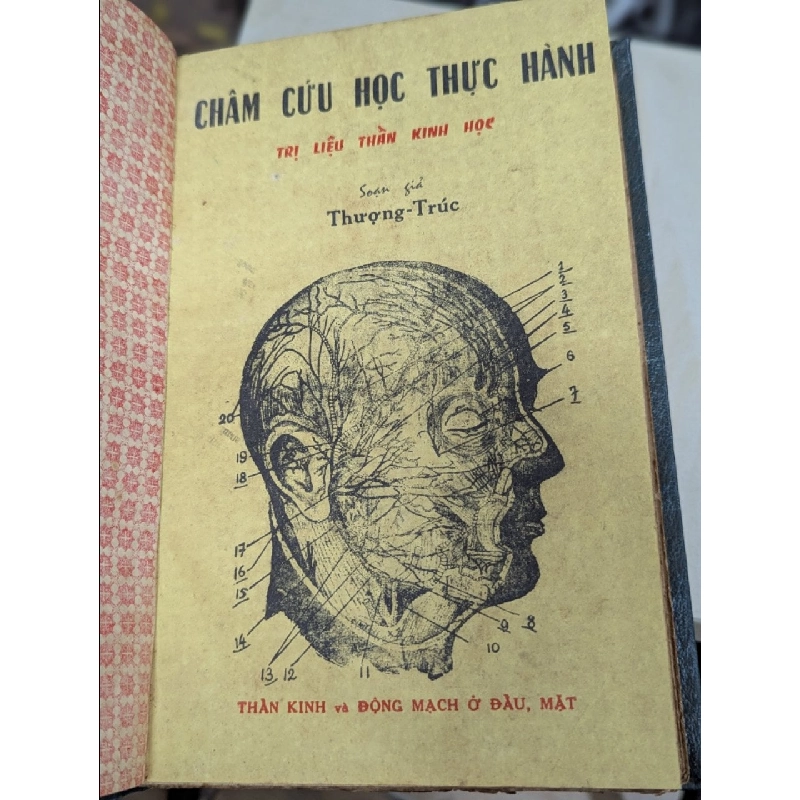 CHÂM CỨU HỌC THỰC HÀNH
TRỊ LIỆU THẦN KINH HỌC
Soạn giả
Thượng-Trúc
1
2
3
4
5
6
7
20
19
18
17
16
15
14
13 12 11 10 9 8
THẦN KINH và ĐỘNG MẠCH Ở ĐẦU, MẶT